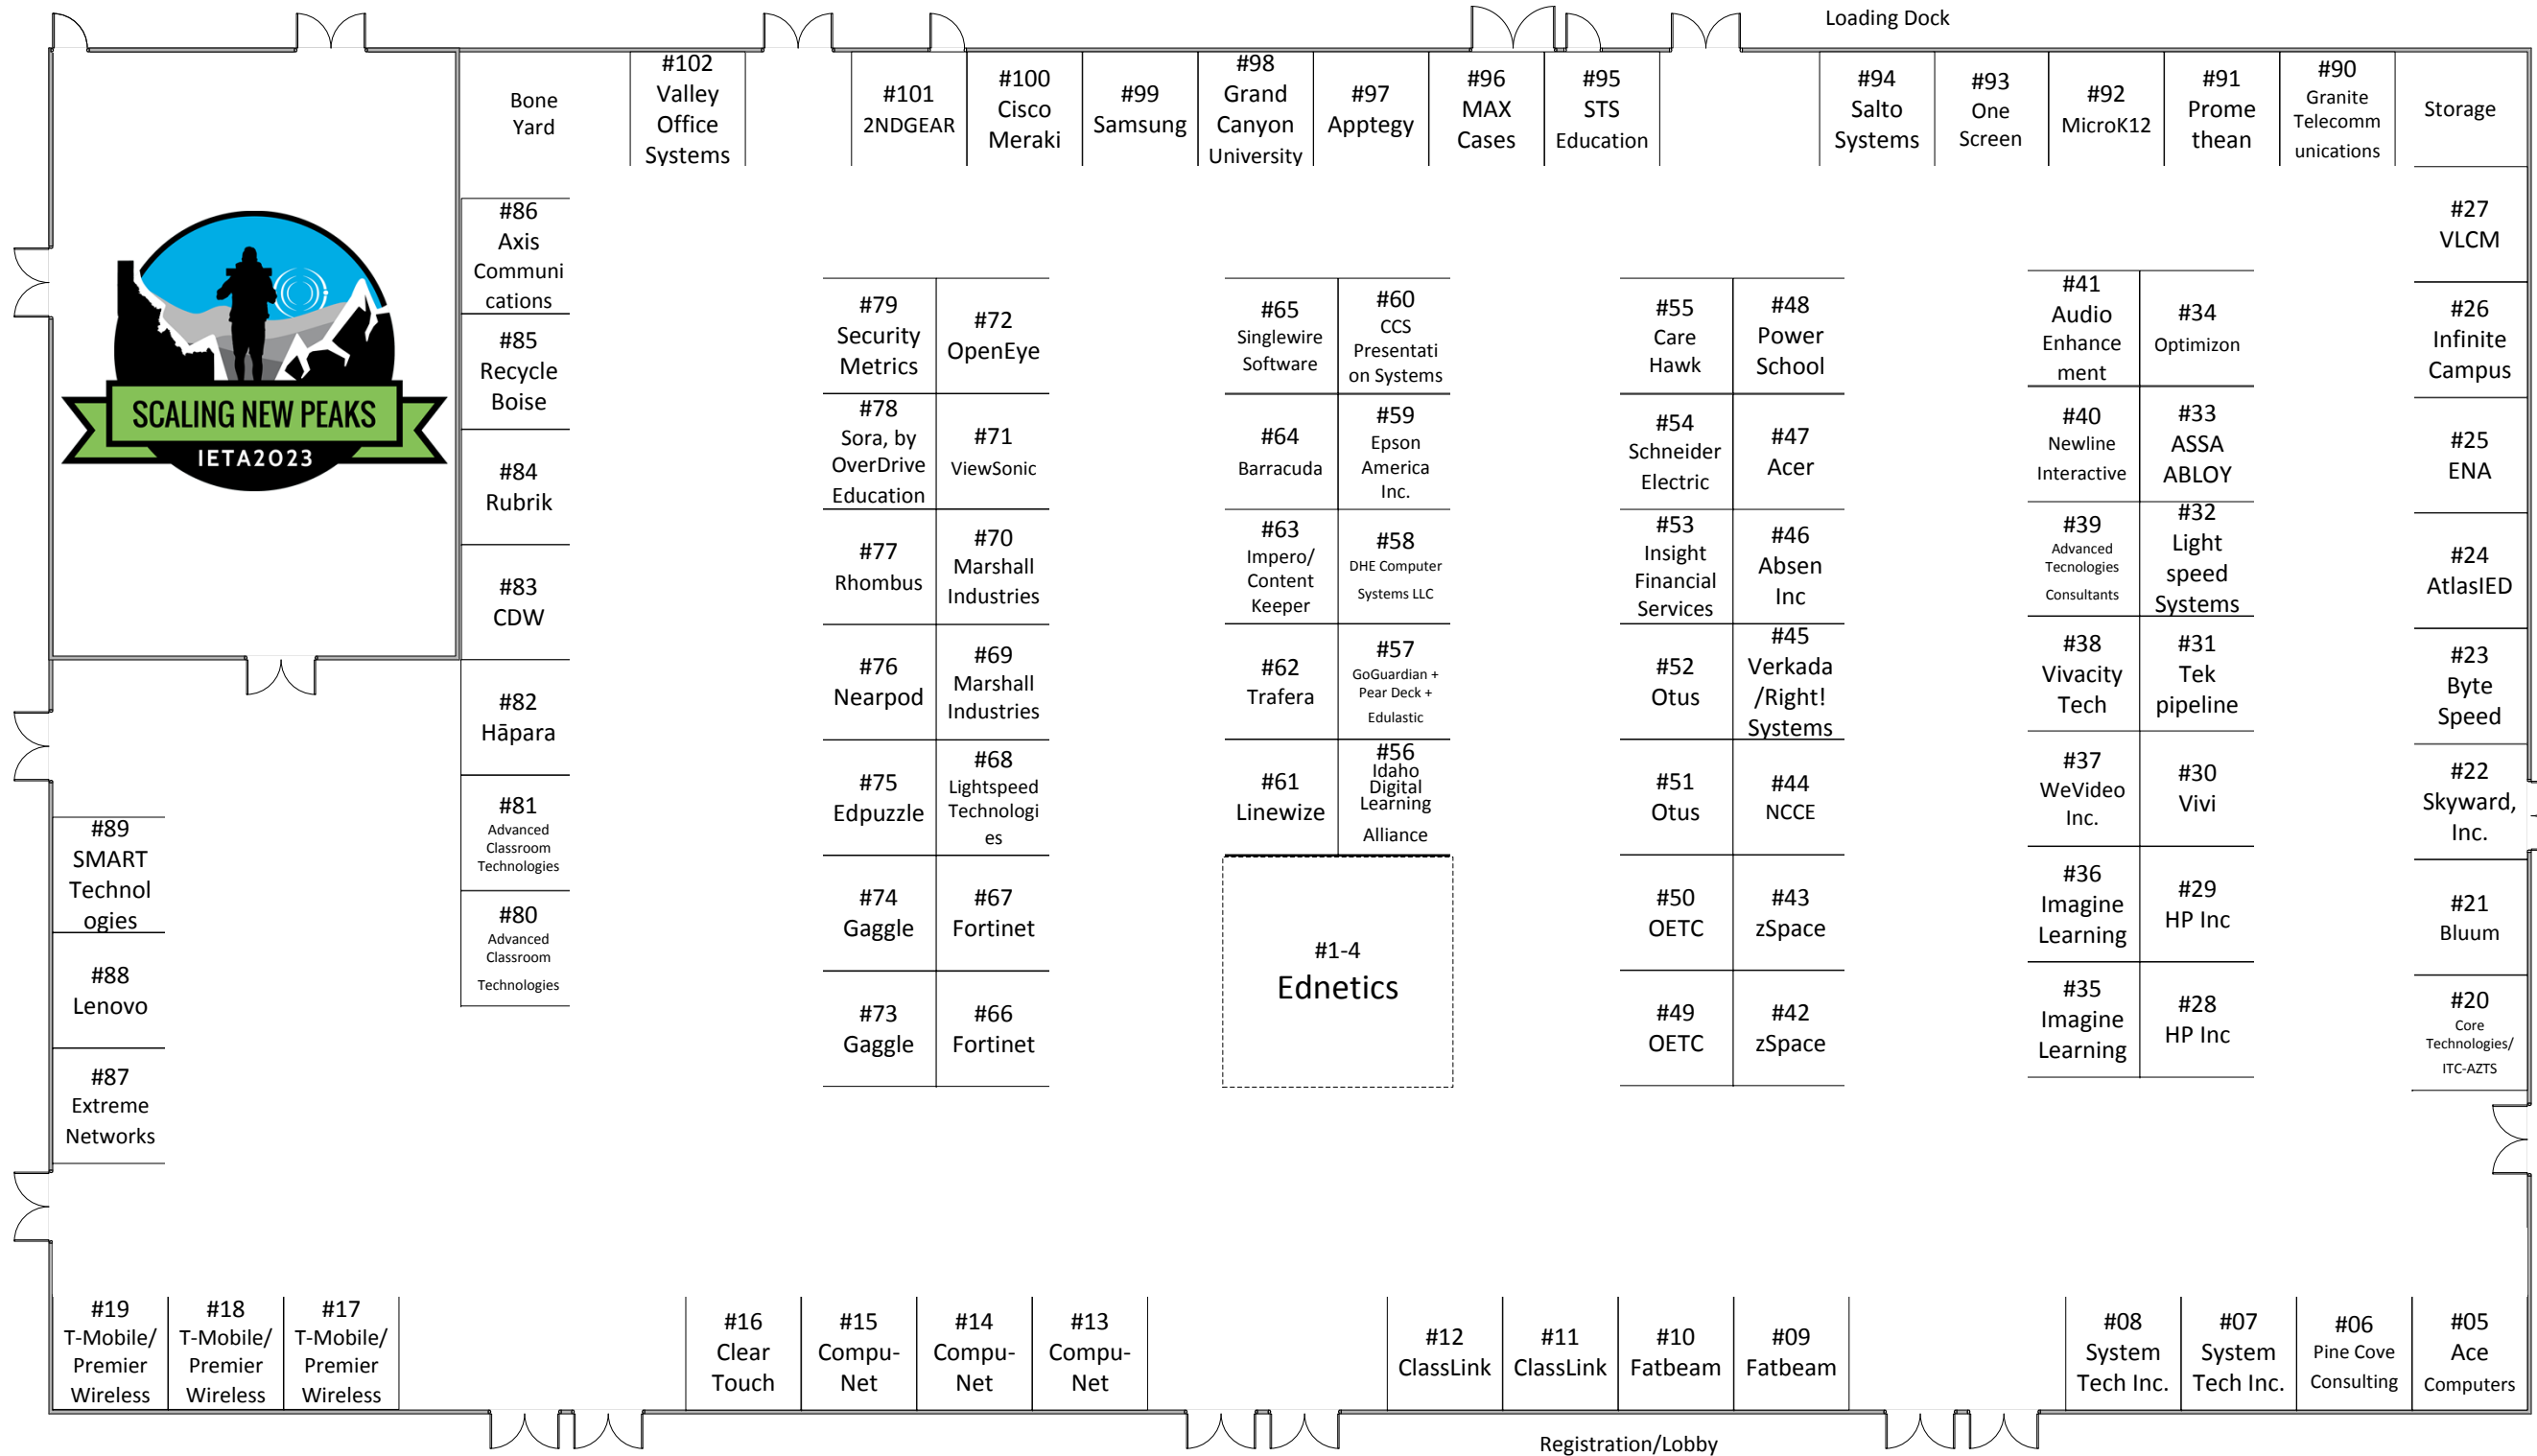 Loading Dock
Bone
Yard
#102
Valley
Office
Systems
#101
2NDGEAR
#100
Cisco
Meraki
#99
Samsung
#98
Grand
Canyon
University
#97
Apptegy
#96
MAX
Cases
#95
STS
Education
#94
Salto
Systems
#93
One
Screen
#92
MicroK12
#91
Prome
thean
#90
Granite
Telecomm
unications
Storage
SCALING NEW PEAKS
IETA2023
#86
Axis
Communi
cations
#85
Recycle
Boise
#84
Rubrik
#83
CDW
#82
Hāpara
#81
Advanced
Classroom
Technologies
#80
Advanced
Classroom
Technologies
#89
SMART
Technol
ogies
#88
Lenovo
#87
Extreme
Networks
#79
Security
Metrics
#72
OpenEye
#78
Sora, by
OverDrive
Education
#71
ViewSonic
#77
Rhombus
#70
Marshall
Industries
#76
Nearpod
#69
Marshall
Industries
#75
Edpuzzle
#68
Lightspeed
Technologi
es
#74
Gaggle
#67
Fortinet
#73
Gaggle
#66
Fortinet
#65
Singlewire
Software
#60
CCS
Presentati
on Systems
#64
Barracuda
#59
Epson
America
Inc.
#63
Impero/
Content
Keeper
#58
DHE Computer
Systems LLC
#62
Trafera
#57
GoGuardian +
Pear Deck +
Edulastic
#61
Linewize
#56
Idaho
Digital
Learning
Alliance
#1-4
Ednetics
#55
Care
Hawk
#48
Power
School
#54
Schneider
Electric
#47
Acer
#53
Insight
Financial
Services
#46
Absen
Inc
#52
Otus
#45
Verkada
/Right!
Systems
#51
Otus
#44
NCCE
#50
OETC
#43
zSpace
#49
OETC
#42
zSpace
#41
Audio
Enhance
ment
#34
Optimizon
#40
Newline
Interactive
#33
ASSA
ABLOY
#39
Advanced
Tecnologies
Consultants
#32
Light
speed
Systems
#38
Vivacity
Tech
#31
Tek
pipeline
#37
WeVideo
Inc.
#30
Vivi
#36
Imagine
Learning
#29
HP Inc
#35
Imagine
Learning
#28
HP Inc
#27
VLCM
#26
Infinite
Campus
#25
ENA
#24
AtlasIED
#23
Byte
Speed
#22
Skyward,
Inc.
#21
Bluum
#20
Core
Technologies/
ITC-AZTS
#19
T-Mobile/
Premier
Wireless
#18
T-Mobile/
Premier
Wireless
#17
T-Mobile/
Premier
Wireless
#16
Clear
Touch
#15
Compu-
Net
#14
Compu-
Net
#13
Compu-
Net
#12
ClassLink
#11
ClassLink
#10
Fatbeam
#09
Fatbeam
#08
System
Tech Inc.
#07
System
Tech Inc.
#06
Pine Cove
Consulting
#05
Ace
Computers
Registration/Lobby